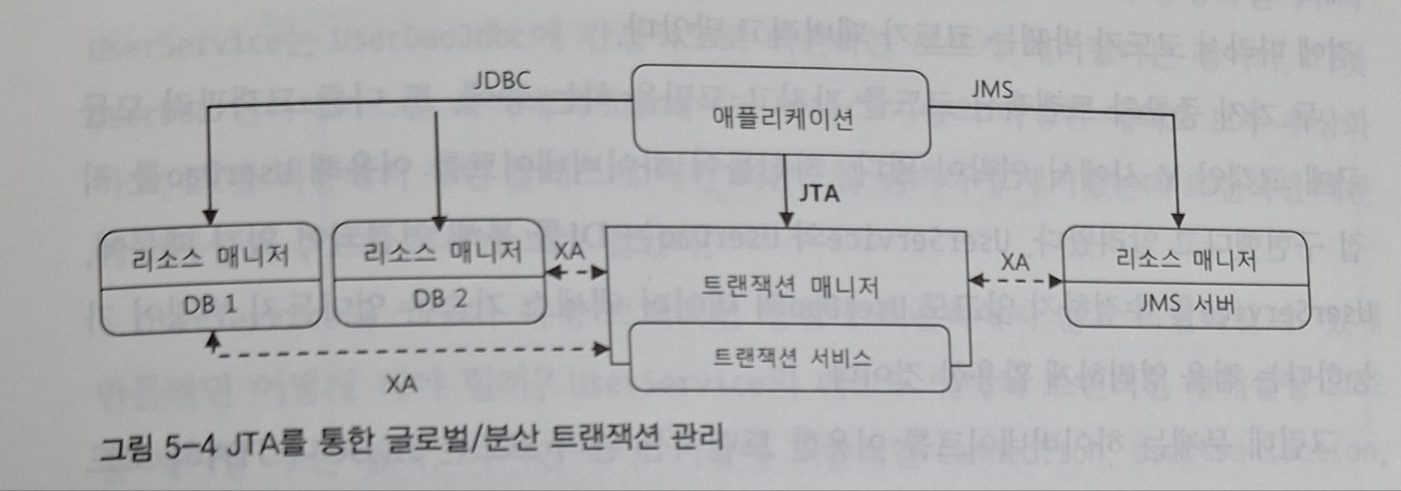 JDBC
애플리케이션
JMS
JTA
리소스 매니저
DB 1
리소스 매니저
DB 2
XA
트랜잭션 매니저
트랜잭션 서비스
XA
리소스 매니저
JMS 서버
XA
그림 5-4 JTA를 통한 글로벌/분산 트랜잭션 관리